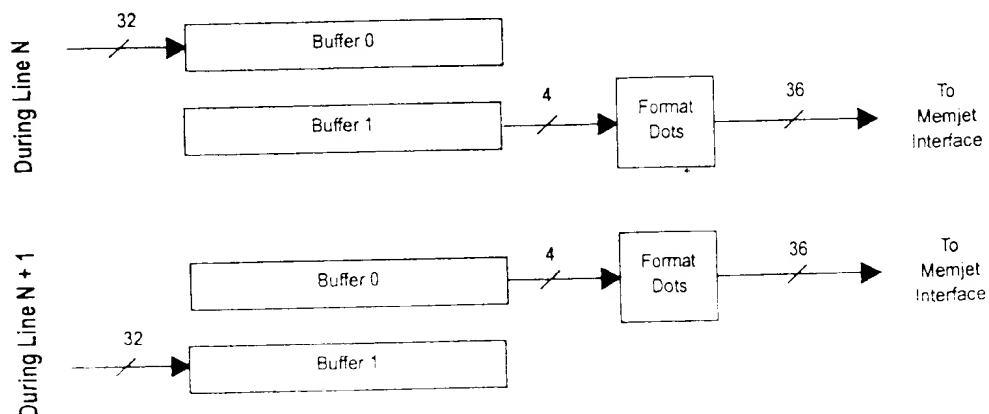 During Line N
32
Buffer 0
Buffer 1
4
Format
Dots
36
To
Memjet
Interface
During Line N + 1
Buffer 0
4
Format
Dots
36
To
Memjet
Interface
32
Buffer 1